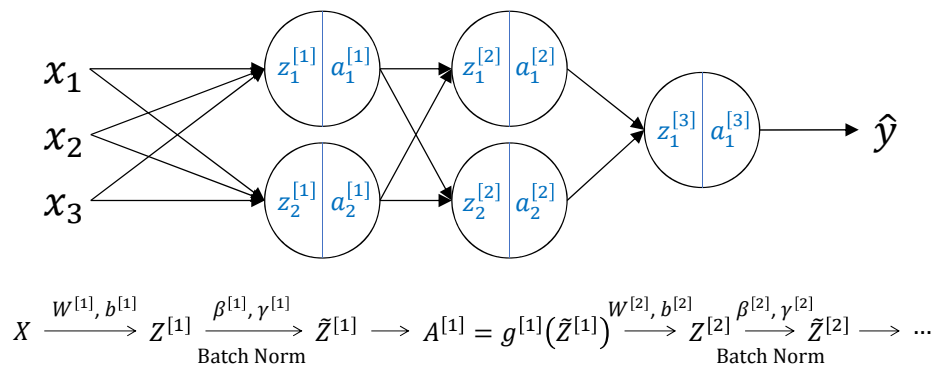 x₁ z₁^[1] a₁^[1] z₁^[2] a₁^[2]
x₂ z₁^[3] a₁^[3] ŷ
x₃ z₂^[1] a₂^[1] z₂^[2] a₂^[2]
W^[1], b^[1] β^[1], γ^[1] W^[2], b^[2] β^[2], γ^[2]
X → Z^[1] → Z̃^[1] → A^[1] = g^[1](Z̃^[1]) → Z^[2] → Z̃^[2] → ⋯
Batch Norm Batch Norm